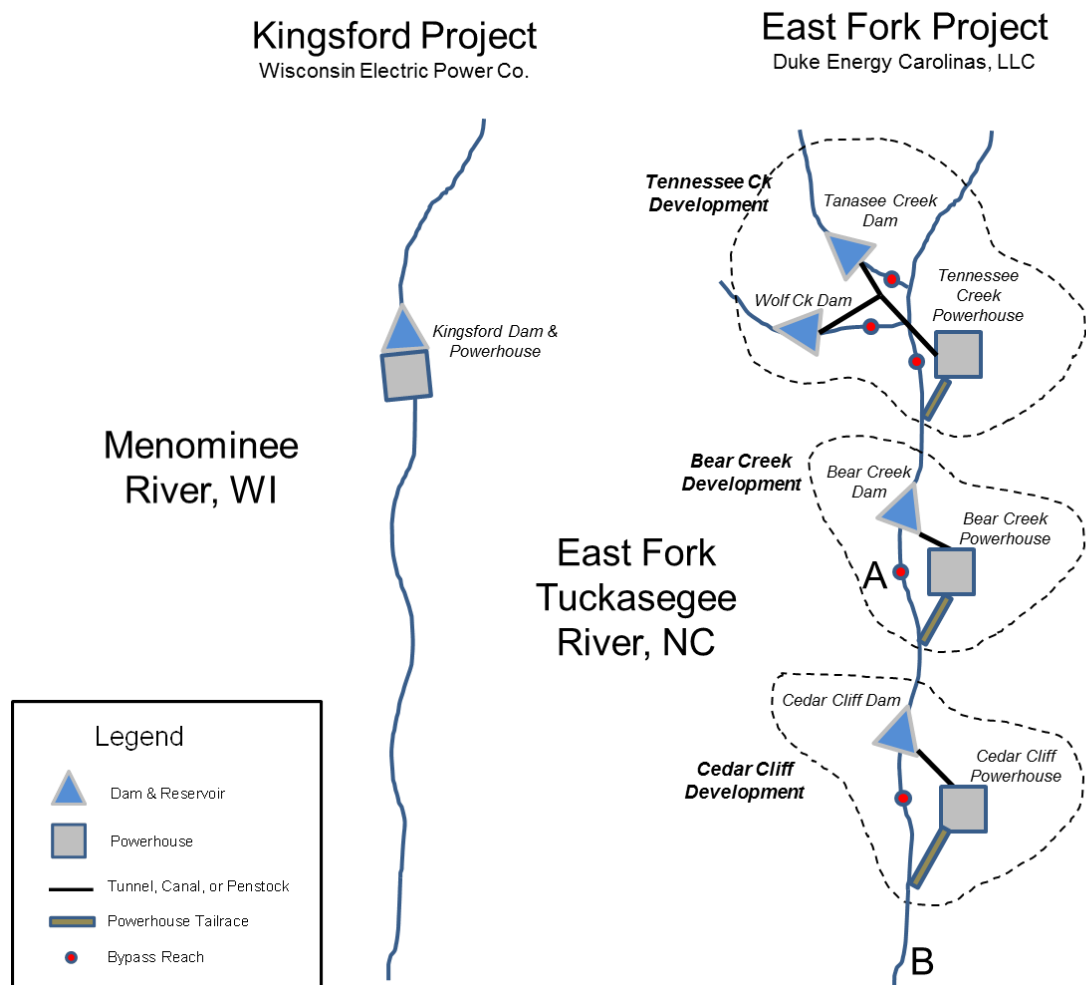 Kingsford Project
Wisconsin Electric Power Co.
East Fork Project
Duke Energy Carolinas, LLC
Tennessee Ck
Development
Tanasee Creek
Dam
Wolf Ck Dam
Tennessee
Creek
Powerhouse
Kingsford Dam &
Powerhouse
Menominee
River, WI
Bear Creek
Development
Bear Creek
Dam
Bear Creek
Powerhouse
A
East Fork
Tuckasegee
River, NC
Cedar Cliff Dam
Cedar Cliff
Powerhouse
Cedar Cliff
Development
B
Legend
Dam & Reservoir
Powerhouse
Tunnel, Canal, or Penstock
Powerhouse Tailrace
Bypass Reach